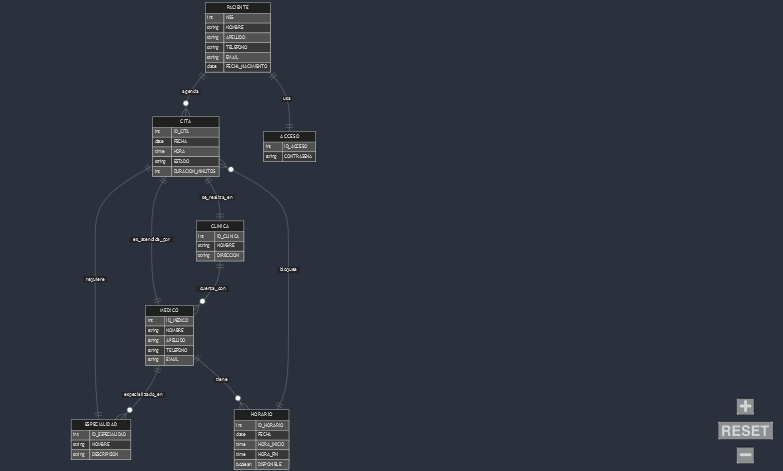 PACIENTE
int NSS
string NOMBRE
string APELLIDO
string TELEFONO
string EMAIL
date FECHA_NACIMIENTO
agenda
usa
CITA
int ID_CITA
date FECHA
time HORA
string ESTADO
int DURACION_MINUTOS
ACCESO
int ID_ACCESO
string CONTRASENA
se_realiza_en
CLINICA
int ID_CLINICA
string NOMBRE
string DIRECCION
es_atendida_por
bloquea
requiere
cuenta_con
MEDICO
int ID_MEDICO
string NOMBRE
string APELLIDO
string TELEFONO
string EMAIL
tiene
especializado_en
ESPECIALIDAD
int ID_ESPECIALIDAD
string NOMBRE
string DESCRIPCION
HORARIO
int ID_HORARIO
date FECHA
time HORA_INICIO
time HORA_FIN
boolean DISPONIBLE
+
RESET
−